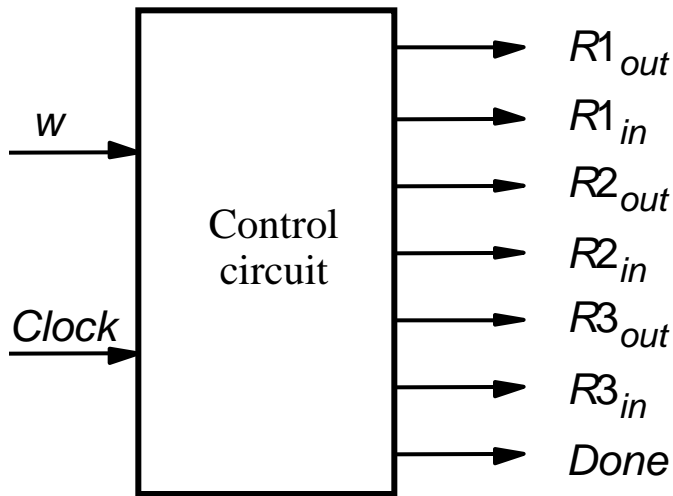 R1out
R1in
w
R2out
Control
circuit
R2in
Clock
R3out
R3in
Done